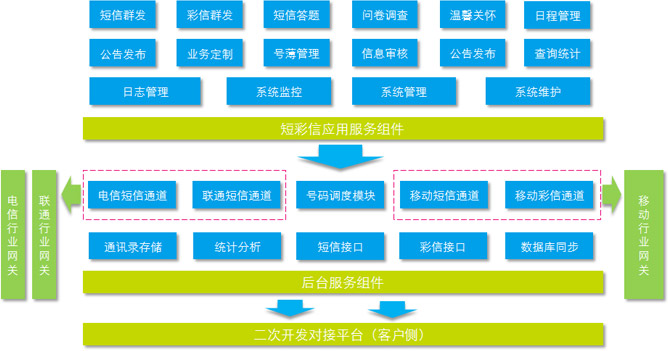 短信群发
彩信群发
短信答题
问卷调查
温馨关怀
日程管理
公告发布
业务定制
号薄管理
信息审核
公告发布
查询统计
日志管理
系统监控
系统管理
系统维护
短彩信应用服务组件
电信行业网关
联通行业网关
电信短信通道
联通短信通道
号码调度模块
移动短信通道
移动彩信通道
移动行业网关
通讯录存储
统计分析
短信接口
彩信接口
数据库同步
后台服务组件
二次开发对接平台（客户侧）